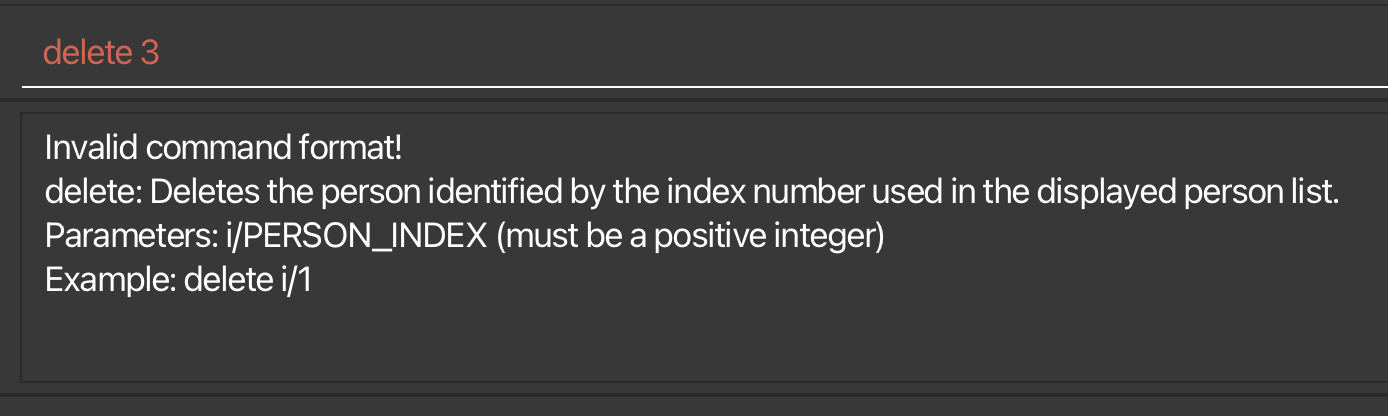 delete 3
Invalid command format!
delete: Deletes the person identified by the index number used in the displayed person list.
Parameters: i/PERSON_INDEX (must be a positive integer)
Example: delete i/1